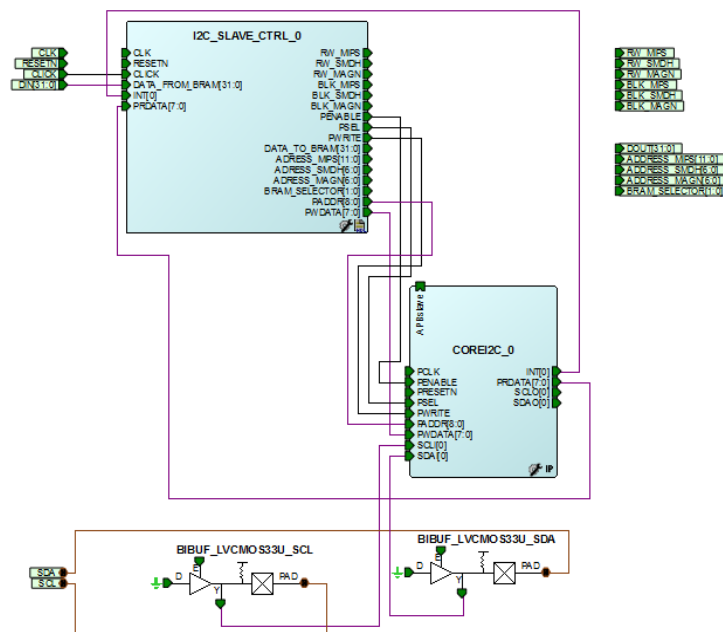 I2C_SLAVE_CTRL_0
CLK
RESETN
CLICK
DIN[31:0]
CLK
RESETN
CLICK
DATA_FROM_BRAM[31:0]
INT[0]
PRDATA[7:0]
RW_MIPS
RW_SMDH
RW_MAGN
BLK_MIPS
BLK_SMDH
BLK_MAGN
PENABLE
PSEL
PWRITE
DATA_TO_BRAM[31:0]
ADRESS_MPS[11:0]
ADRESS_SMDH[6:0]
ADRESS_MAGN[6:0]
BRAM_SELECTOR[1:0]
PADDR[8:0]
PWDATA[7:0]
RW_MIPS
RW_SMDH
RW_MAGN
BLK_MIPS
BLK_SMDH
BLK_MAGN
DOUT[31:0]
ADDRESS_MPS[11:0]
ADDRESS_SMDH[6:0]
ADDRESS_MAGN[6:0]
BRAM_SELECTOR[1:0]
APBslave
COREI2C_0
PCLK
PENABLE
PRESETN
PSEL
PWRITE
PADDR[8:0]
PWDATA[7:0]
SCLI[0]
SDAI[0]
INT[0]
PRDATA[7:0]
SCLO[0]
SDAO[0]
IP
SDA
SCL
BIBUF_LVCMOS33U_SCL
D
E
Y
PAD
BIBUF_LVCMOS33U_SDA
D
E
Y
PAD